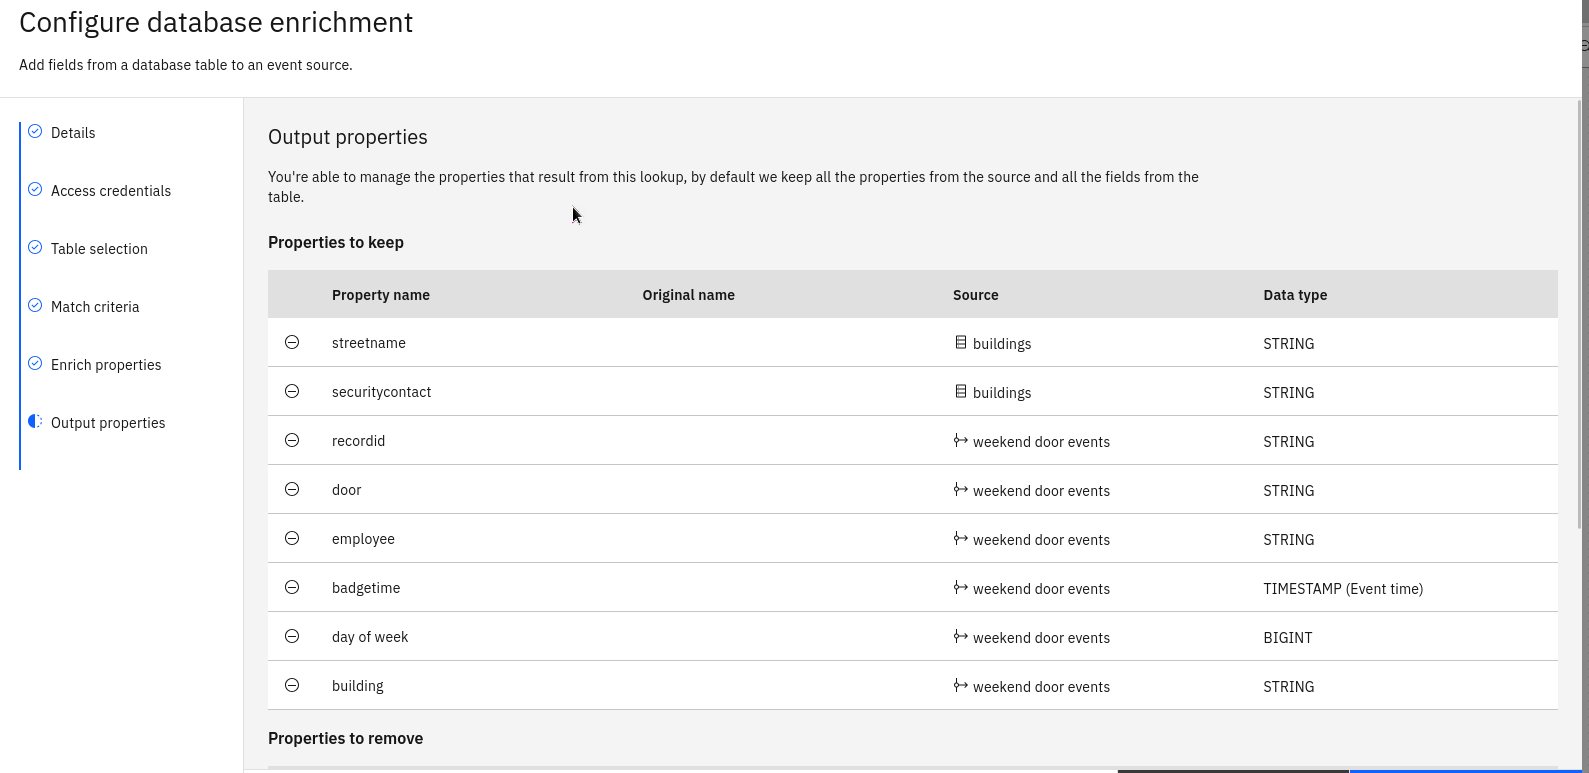 Configure database enrichment
Add fields from a database table to an event source.
Details
Access credentials
Table selection
Match criteria
Enrich properties
Output properties
Output properties
You're able to manage the properties that result from this lookup, by default we keep all the properties from the source and all the fields from the
table.
Properties to keep
Property name Original name Source Data type
streetname buildings STRING
securitycontact buildings STRING
recordid weekend door events STRING
door weekend door events STRING
employee weekend door events STRING
badgetime weekend door events TIMESTAMP (Event time)
day of week weekend door events BIGINT
building weekend door events STRING
Properties to remove